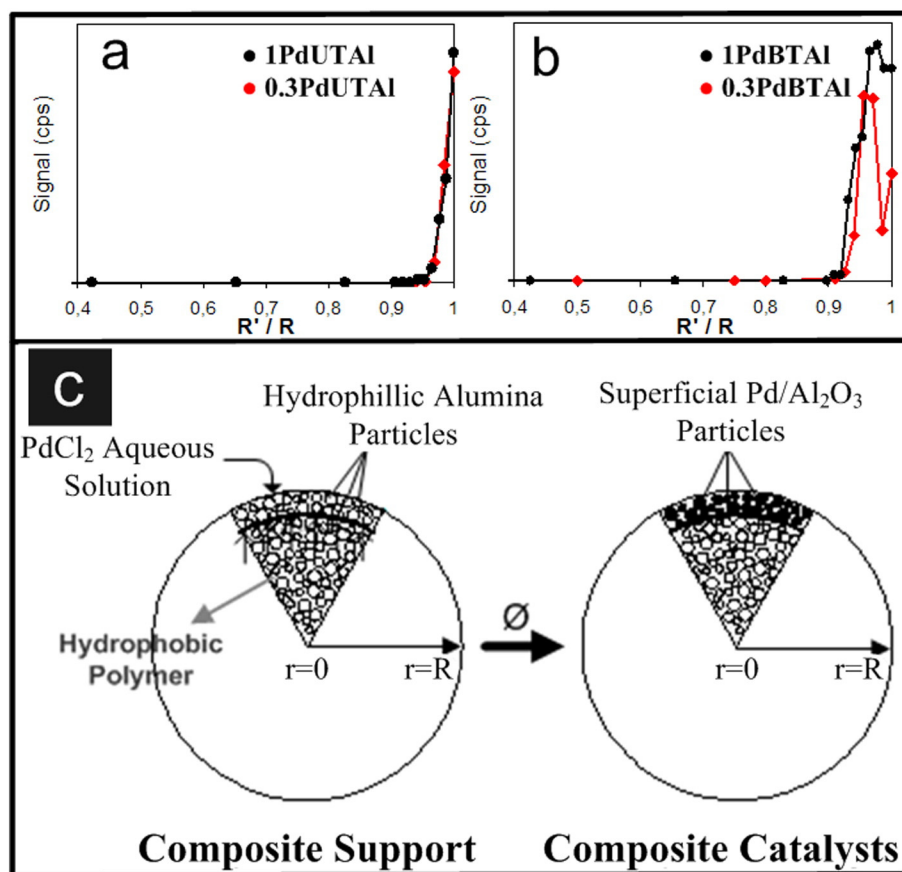 a
1PdUTAl
0.3PdUTAl
Signal (cps)
0,4 0,5 0,6 0,7 0,8 0,9 1
R' / R
b
1PdBTAl
0.3PdBTAl
Signal (cps)
0,4 0,5 0,6 0,7 0,8 0,9 1
R' / R
c
Hydrophillic Alumina
Particles
PdCl₂ Aqueous
Solution
Hydrophobic
Polymer
r=0
r=R
Ø
Superficial Pd/Al₂O₃
Particles
r=0
r=R
Composite Support
Composite Catalysts